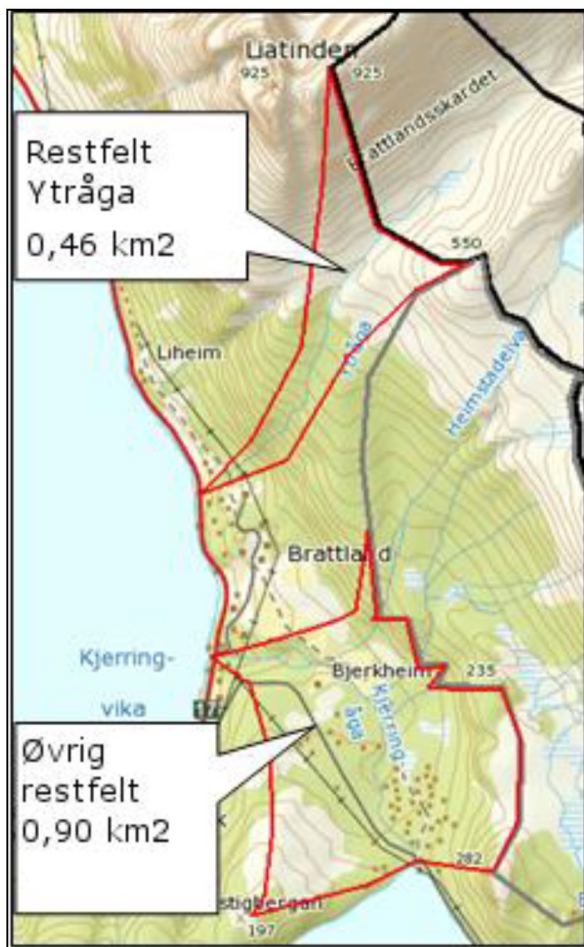 Liatinden
925
925
Brattlandsskardet
Restfelt
Ytråga
0,46 km2
550
Liheim
Heimstadelva
Brattland
Kjerring-
vika
Bjerkheim
235
Kjerring-
åga
Øvrig
restfelt
0,90 km2
282
197